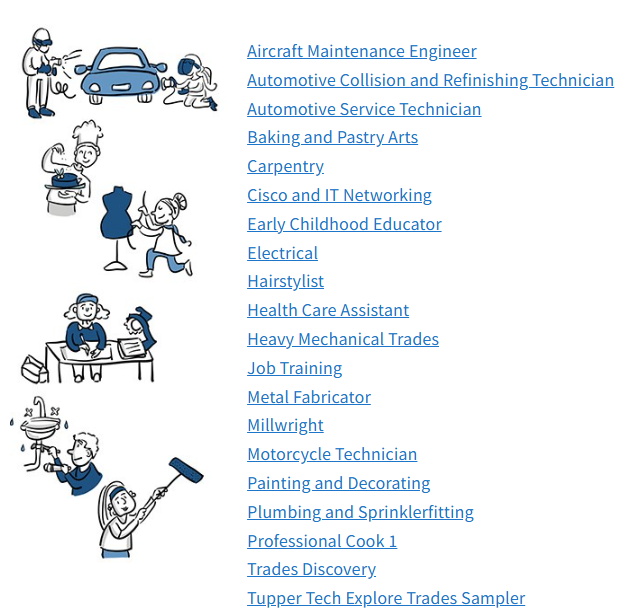 Aircraft Maintenance Engineer
Automotive Collision and Refinishing Technician
Automotive Service Technician
Baking and Pastry Arts
Carpentry
Cisco and IT Networking
Early Childhood Educator
Electrical
Hairstylist
Health Care Assistant
Heavy Mechanical Trades
Job Training
Metal Fabricator
Millwright
Motorcycle Technician
Painting and Decorating
Plumbing and Sprinklerfitting
Professional Cook 1
Trades Discovery
Tupper Tech Explore Trades Sampler